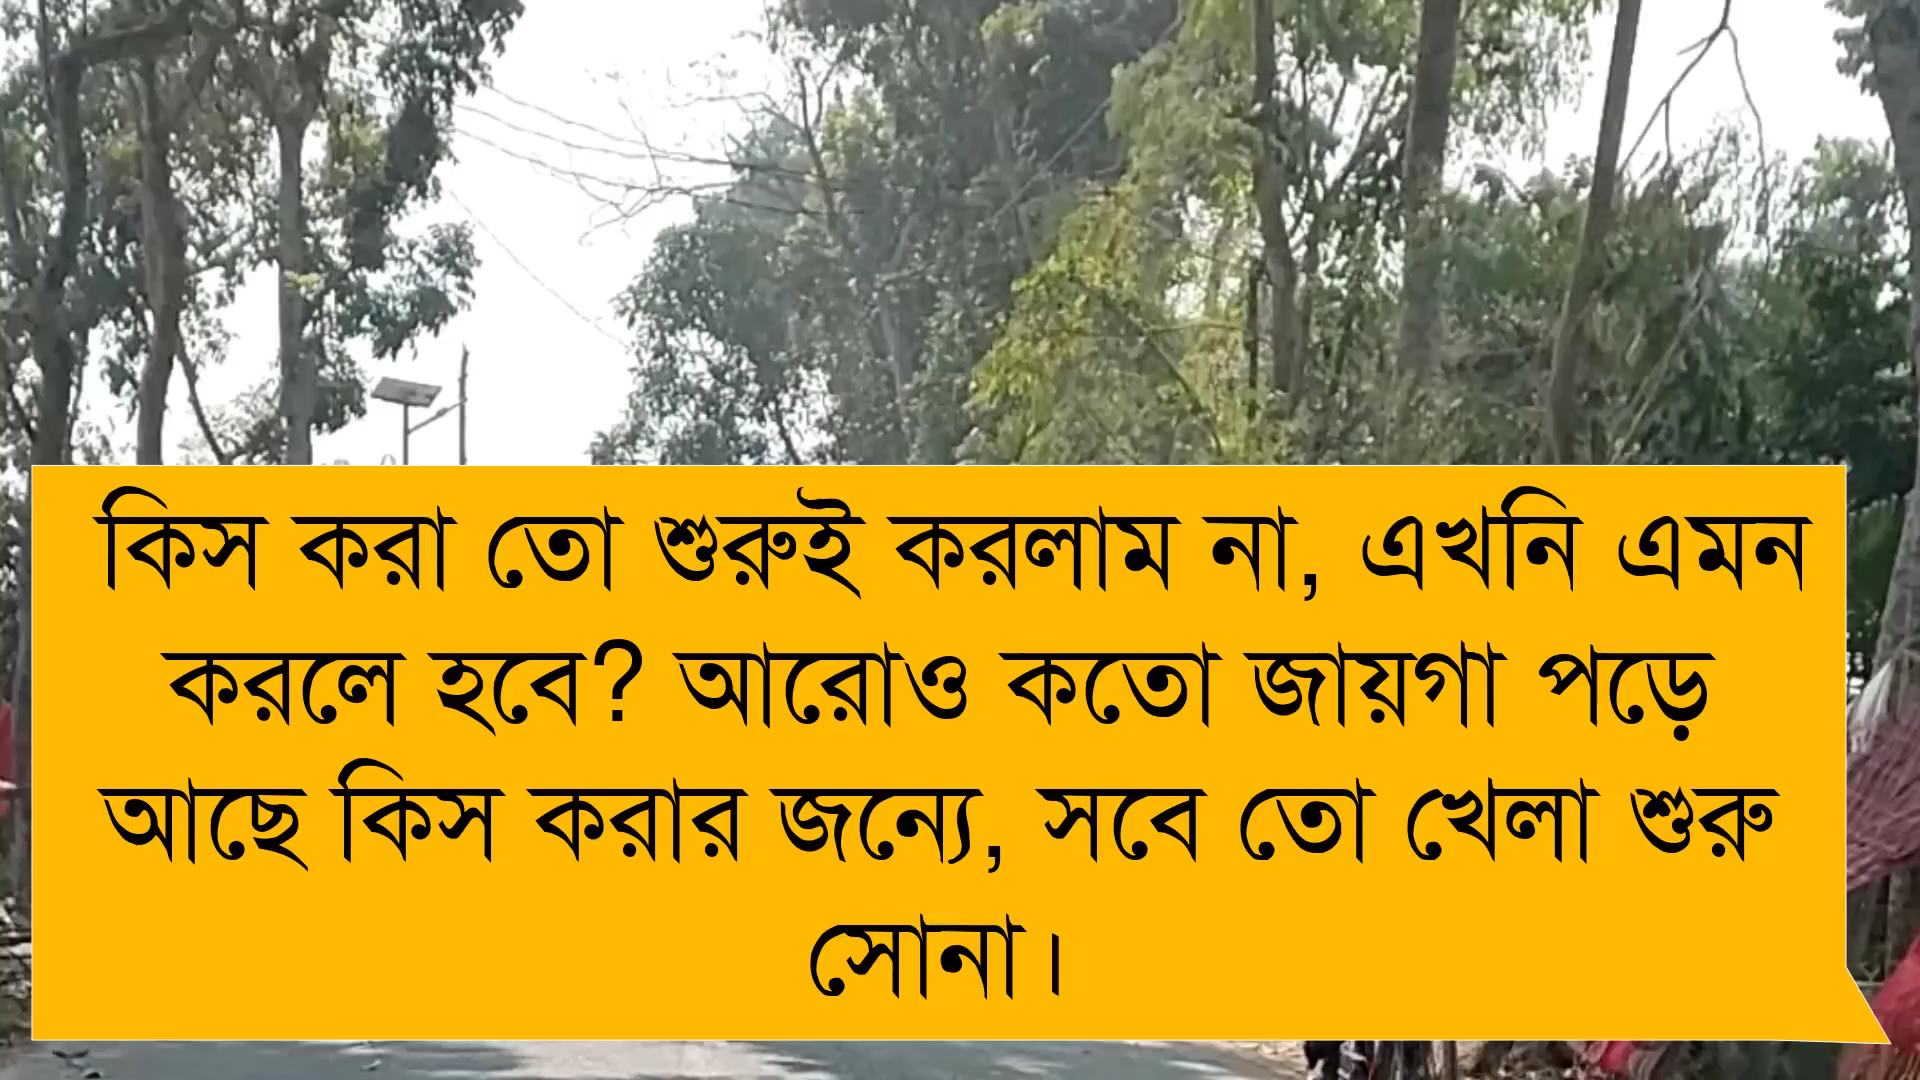 কিস করা তো শুরুই করলাম না, এখনি এমন
করলে হবে? আরোও কতো জায়গা পড়ে
আছে কিস করার জন্যে, সবে তো খেলা শুরু
সোনা।